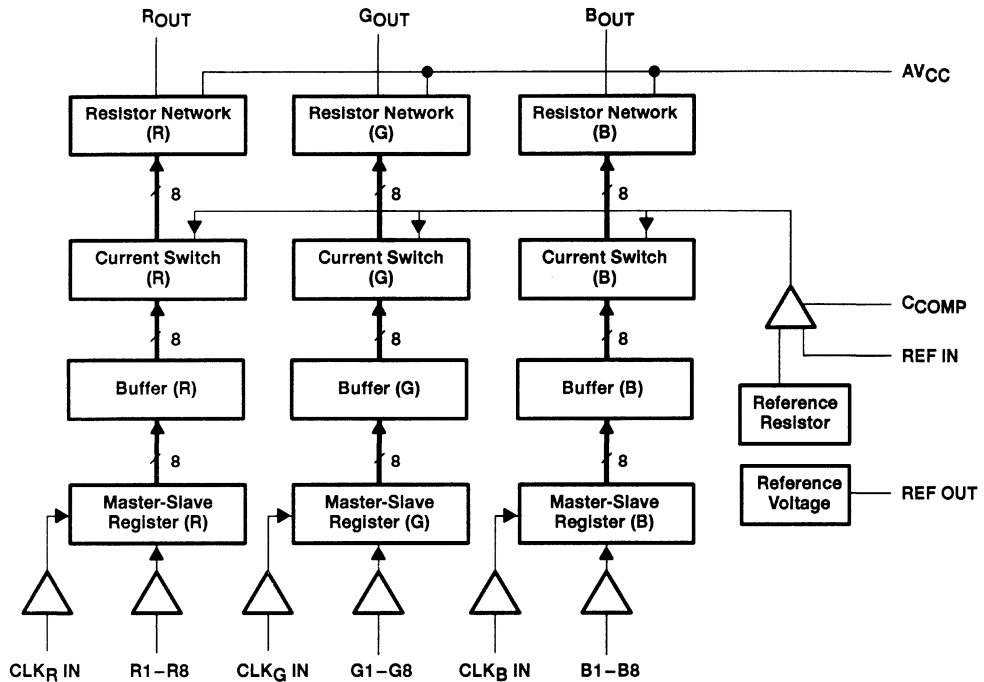 ROUT
GOUT
BOUT
AVCC
Resistor Network
(R)
Resistor Network
(G)
Resistor Network
(B)
8
8
8
Current Switch
(R)
Current Switch
(G)
Current Switch
(B)
CCOMP
REF IN
8
8
8
Buffer (R)
Buffer (G)
Buffer (B)
Reference
Resistor
8
8
8
Master-Slave
Register (R)
Master-Slave
Register (G)
Master-Slave
Register (B)
Reference
Voltage
REF OUT
CLKR IN
R1–R8
CLKG IN
G1–G8
CLKB IN
B1–B8